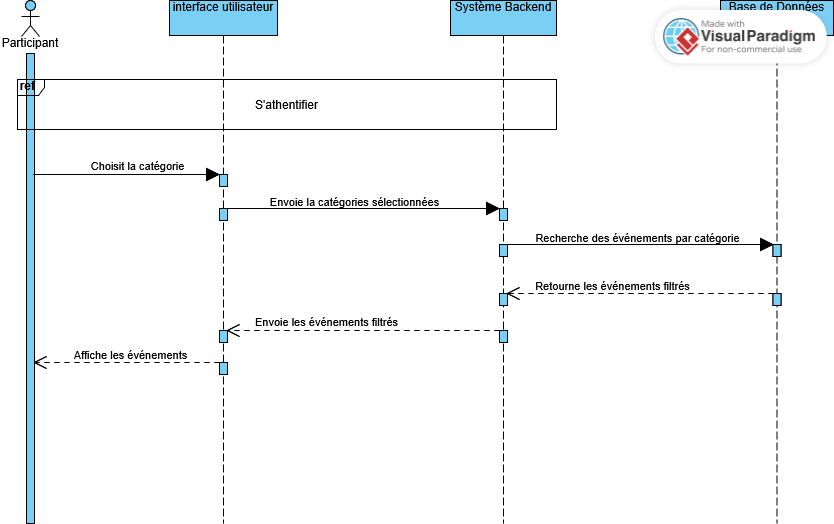 interface utilisateur
Système Backend
Base de Données
Made with
Visual Paradigm
For non-commercial use
Participant
ref
S'athentifier
Choisit la catégorie
Envoie la catégories sélectionnées
Recherche des événements par catégorie
Retourne les événements filtrés
Envoie les événements filtrés
Affiche les événements